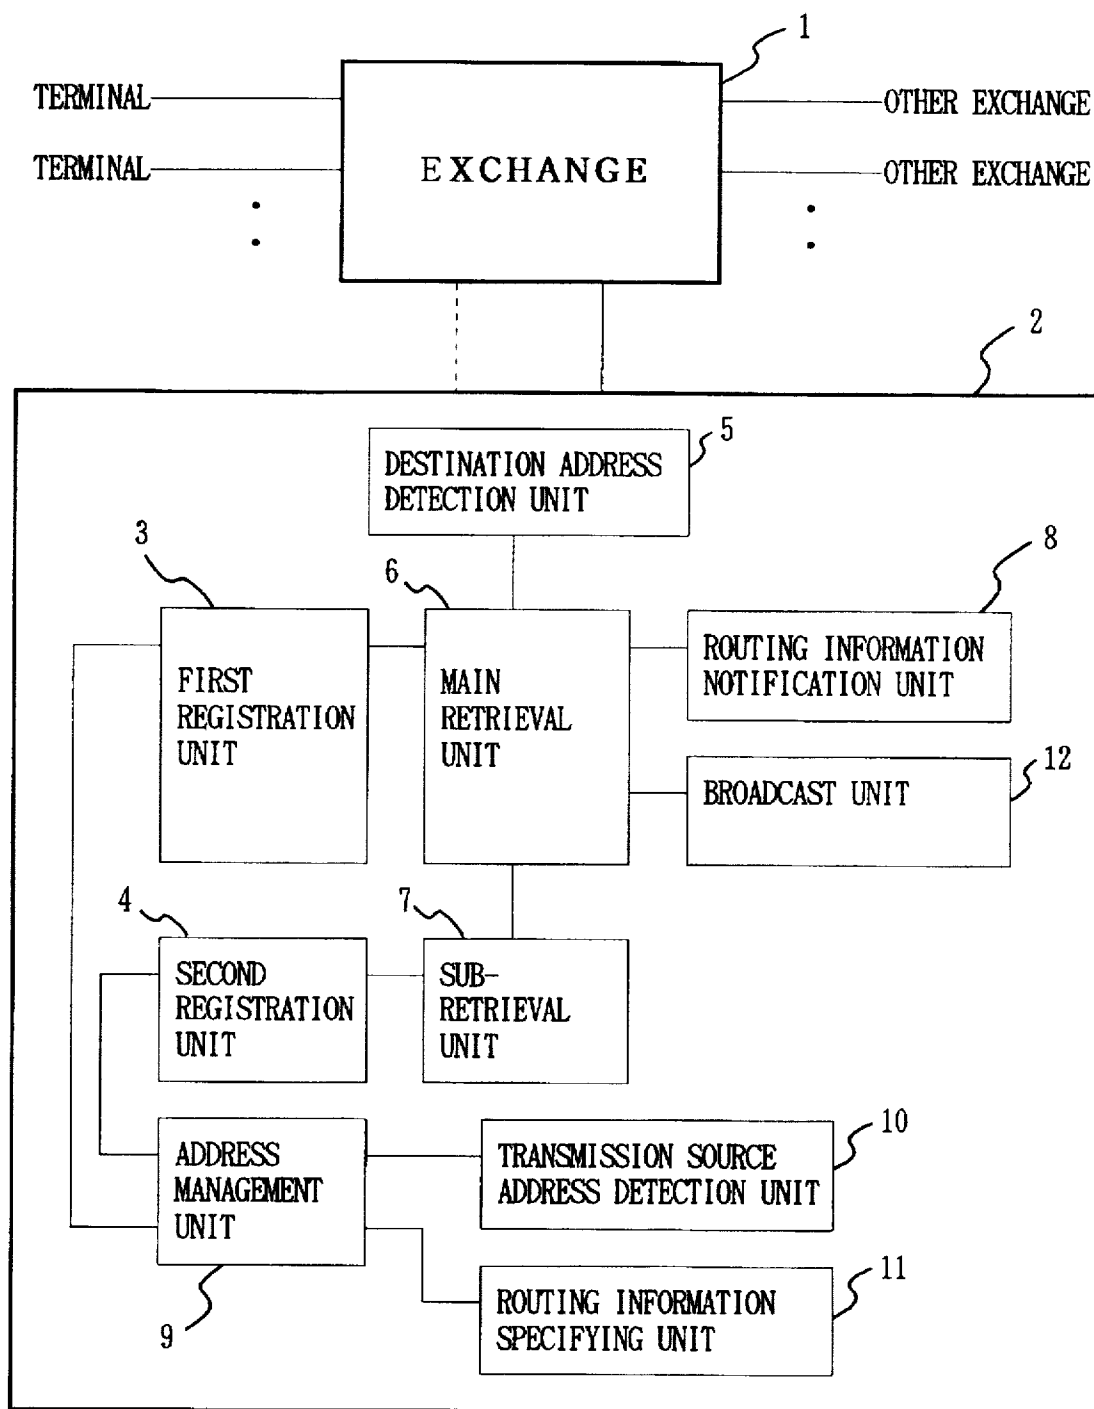 1
TERMINAL
OTHER EXCHANGE
EXCHANGE
TERMINAL
OTHER EXCHANGE
2
5
DESTINATION ADDRESS
DETECTION UNIT
3
6
8
FIRST
REGISTRATION
UNIT
MAIN
RETRIEVAL
UNIT
ROUTING INFORMATION
NOTIFICATION UNIT
12
BROADCAST UNIT
4
7
SECOND
REGISTRATION
UNIT
SUB-
RETRIEVAL
UNIT
10
ADDRESS
MANAGEMENT
UNIT
TRANSMISSION SOURCE
ADDRESS DETECTION UNIT
11
9
ROUTING INFORMATION
SPECIFYING UNIT